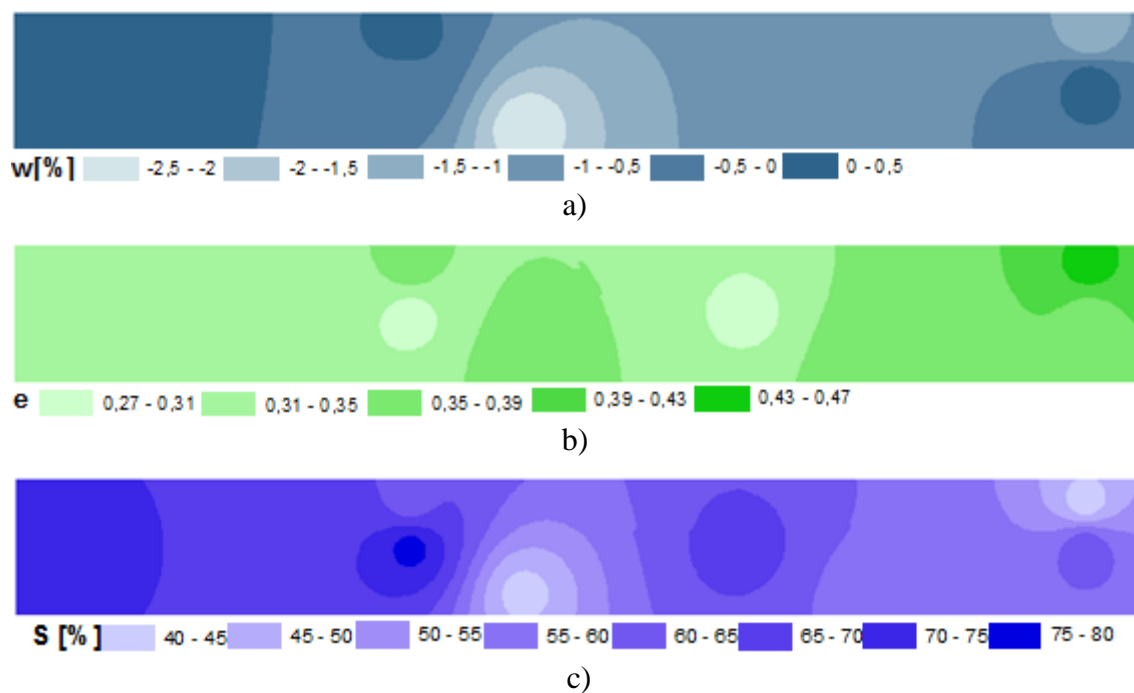 w[%] -2,5 - -2 -2 - -1,5 -1,5 - -1 -1 - -0,5 -0,5 - 0 0 - 0,5
a)
e 0,27 - 0,31 0,31 - 0,35 0,35 - 0,39 0,39 - 0,43 0,43 - 0,47
b)
S [%] 40 - 45 45 - 50 50 - 55 55 - 60 60 - 65 65 - 70 70 - 75 75 - 80
c)